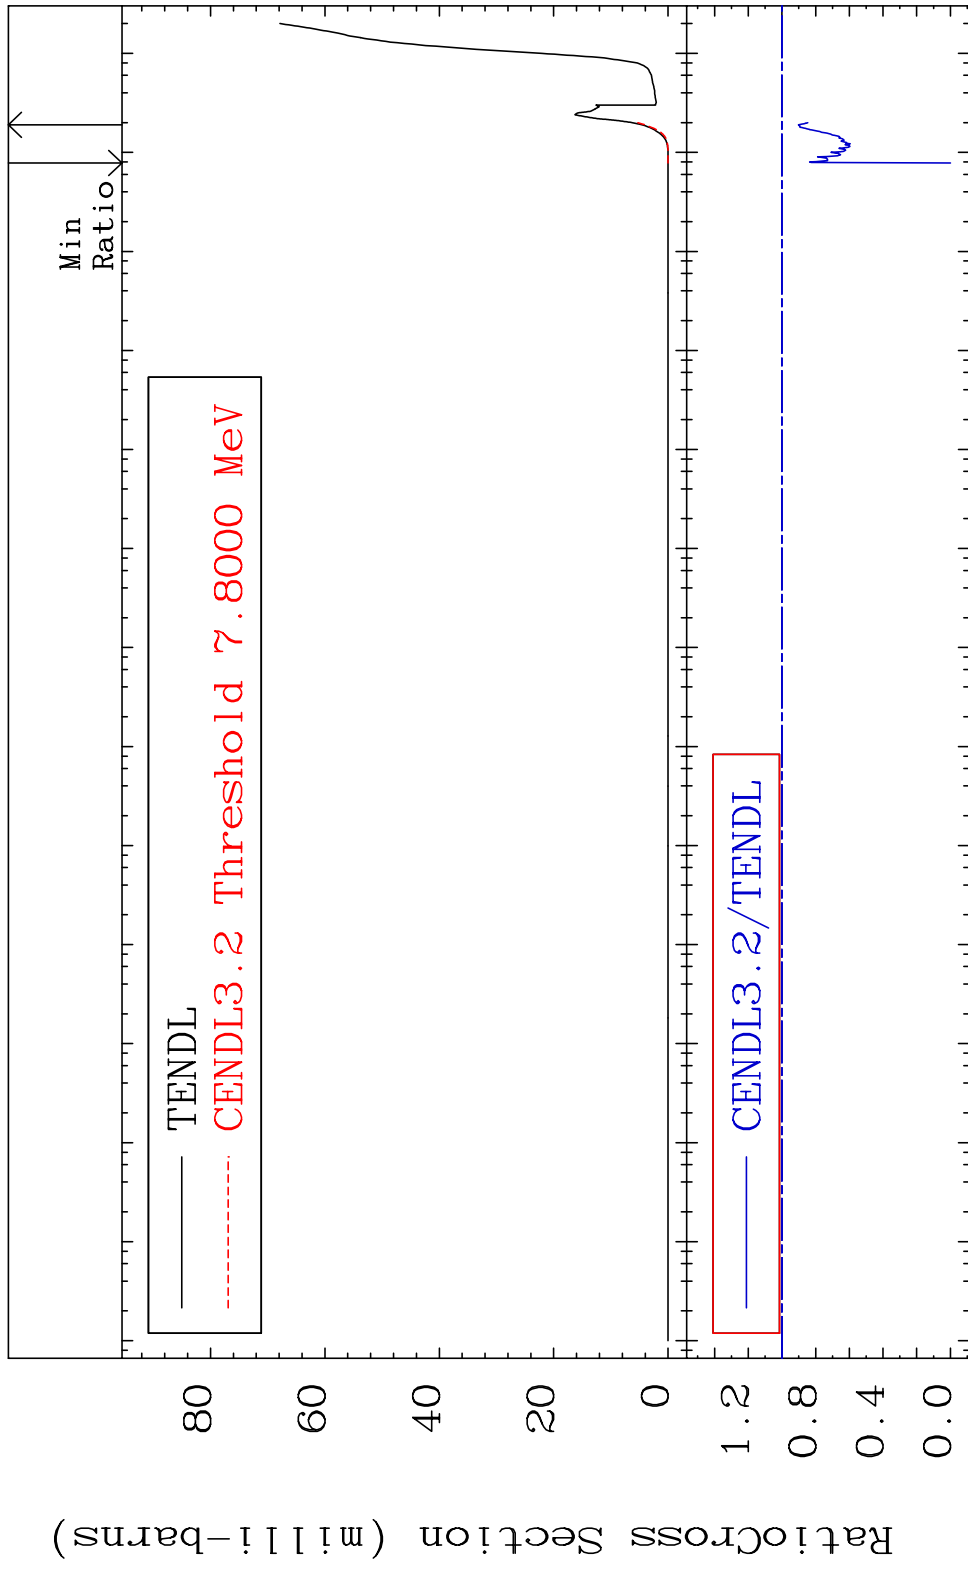 Min
Ratio
TENDL
CENDL3.2 Threshold 7.8000 MeV
80
60
40
20
0
CENDL3.2/TENDL
1.2
0.8
0.4
0.0
RatioCross Section (milli-barns)